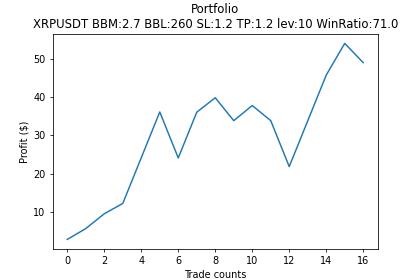 Portfolio
XRPUSDT BBM:2.7 BBL:260 SL:1.2 TP:1.2 lev:10 WinRatio:71.0
50
40
30
20
10
Profit ($)
0 2 4 6 8 10 12 14 16
Trade counts